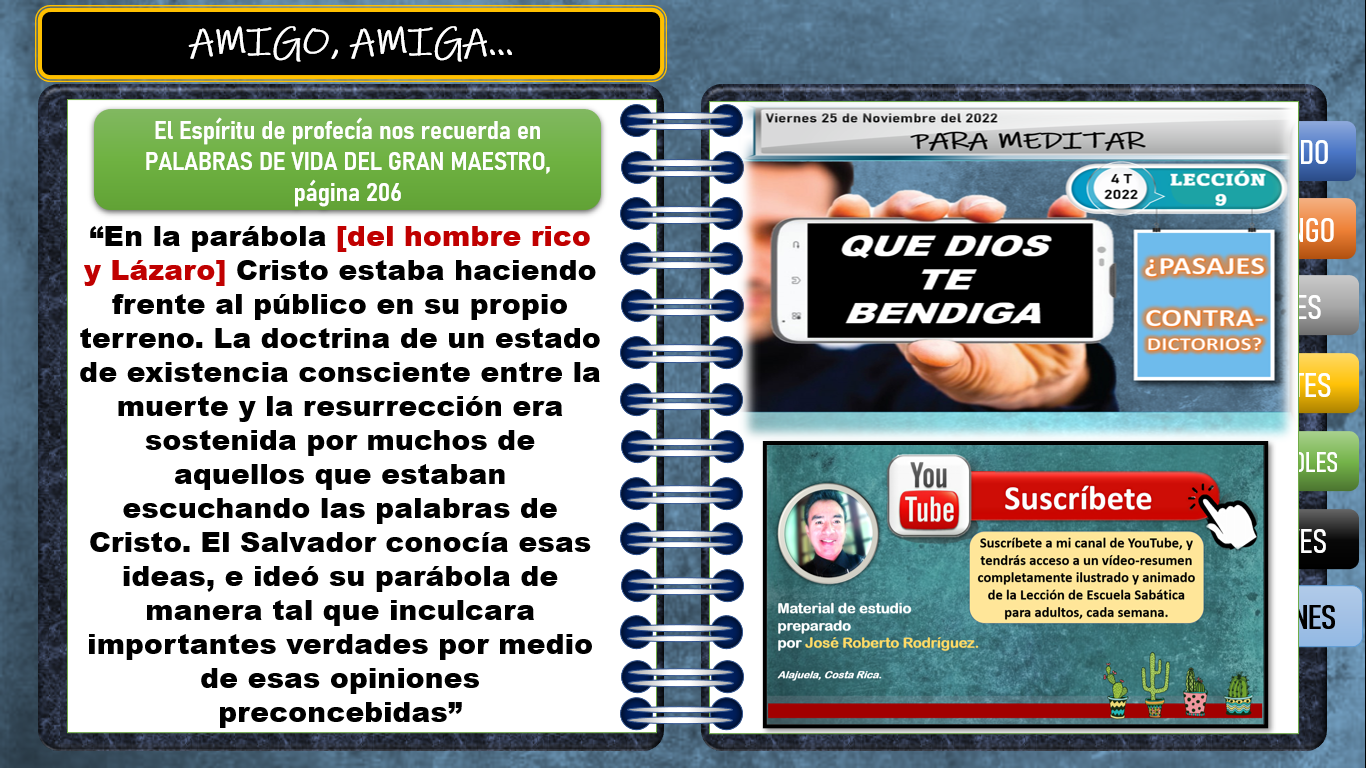 AMIGO, AMIGA...
El Espíritu de profecía nos recuerda en
PALABRAS DE VIDA DEL GRAN MAESTRO,
página 206
“En la parábola [del hombre rico
y Lázaro] Cristo estaba haciendo
frente al público en su propio
terreno. La doctrina de un estado
de existencia consciente entre la
muerte y la resurrección era
sostenida por muchos de
aquellos que estaban
escuchando las palabras de
Cristo. El Salvador conocía esas
ideas, e ideó su parábola de
manera tal que inculcara
importantes verdades por medio
de esas opiniones
preconcebidas”
Viernes 25 de Noviembre del 2022
PARA MEDITAR
4 T
2022
LECCIÓN
9
QUE DIOS
TE
BENDIGA
¿PASAJES
CONTRA-
DICTORIOS?
You
Tube
Suscríbete
Suscríbete a mi canal de YouTube, y
tendrás acceso a un vídeo-resumen
completamente ilustrado y animado
de la Lección de Escuela Sabática
para adultos, cada semana.
Material de estudio
preparado
por José Roberto Rodríguez.
Alajuela, Costa Rica.
DO
NGO
ES
TES
OLES
ES
NES